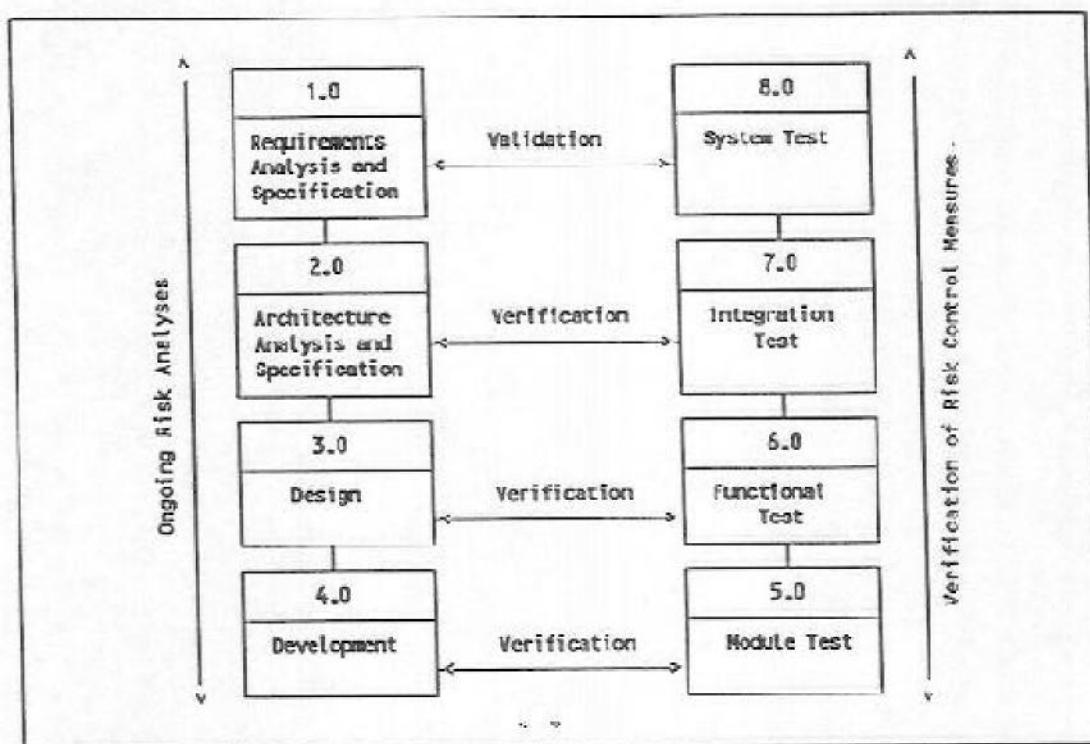 1.0
Requirements
Analysis and
Specification
Validation
8.0
System Test
2.0
Architecture
Analysis and
Specification
Verification
7.0
Integration
Test
3.0
Design
Verification
6.0
Functional
Test
4.0
Development
Verification
5.0
Module Test
Ongoing Risk Analyses
Verification of Risk Control Measures.